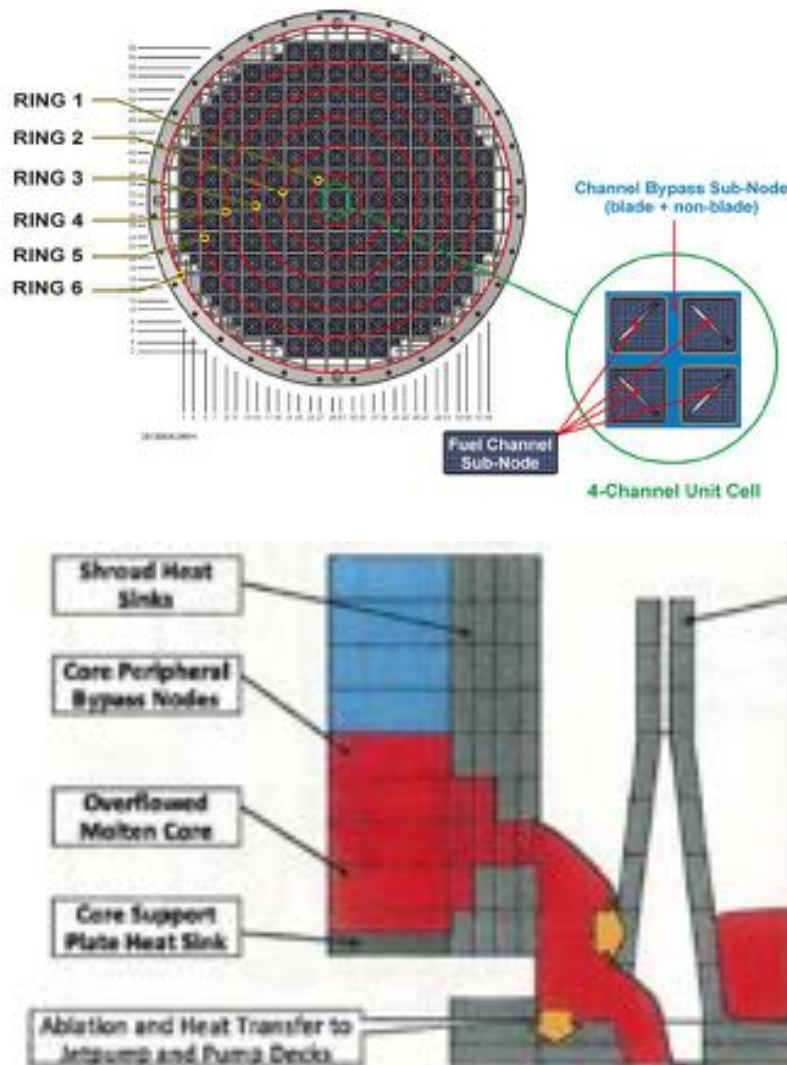 RING 1
RING 2
RING 3
RING 4
RING 5
RING 6
Channel Bypass Sub-Node
(blade + non-blade)
Fuel Channel
Sub-Node
4-Channel Unit Cell
Shroud Heat
Sinks
Core Peripheral
Bypass Nodes
Overflowed
Molten Core
Core Support
Plate Heat Sink
Ablation and Heat Transfer to
Jetpump and Pump Decks